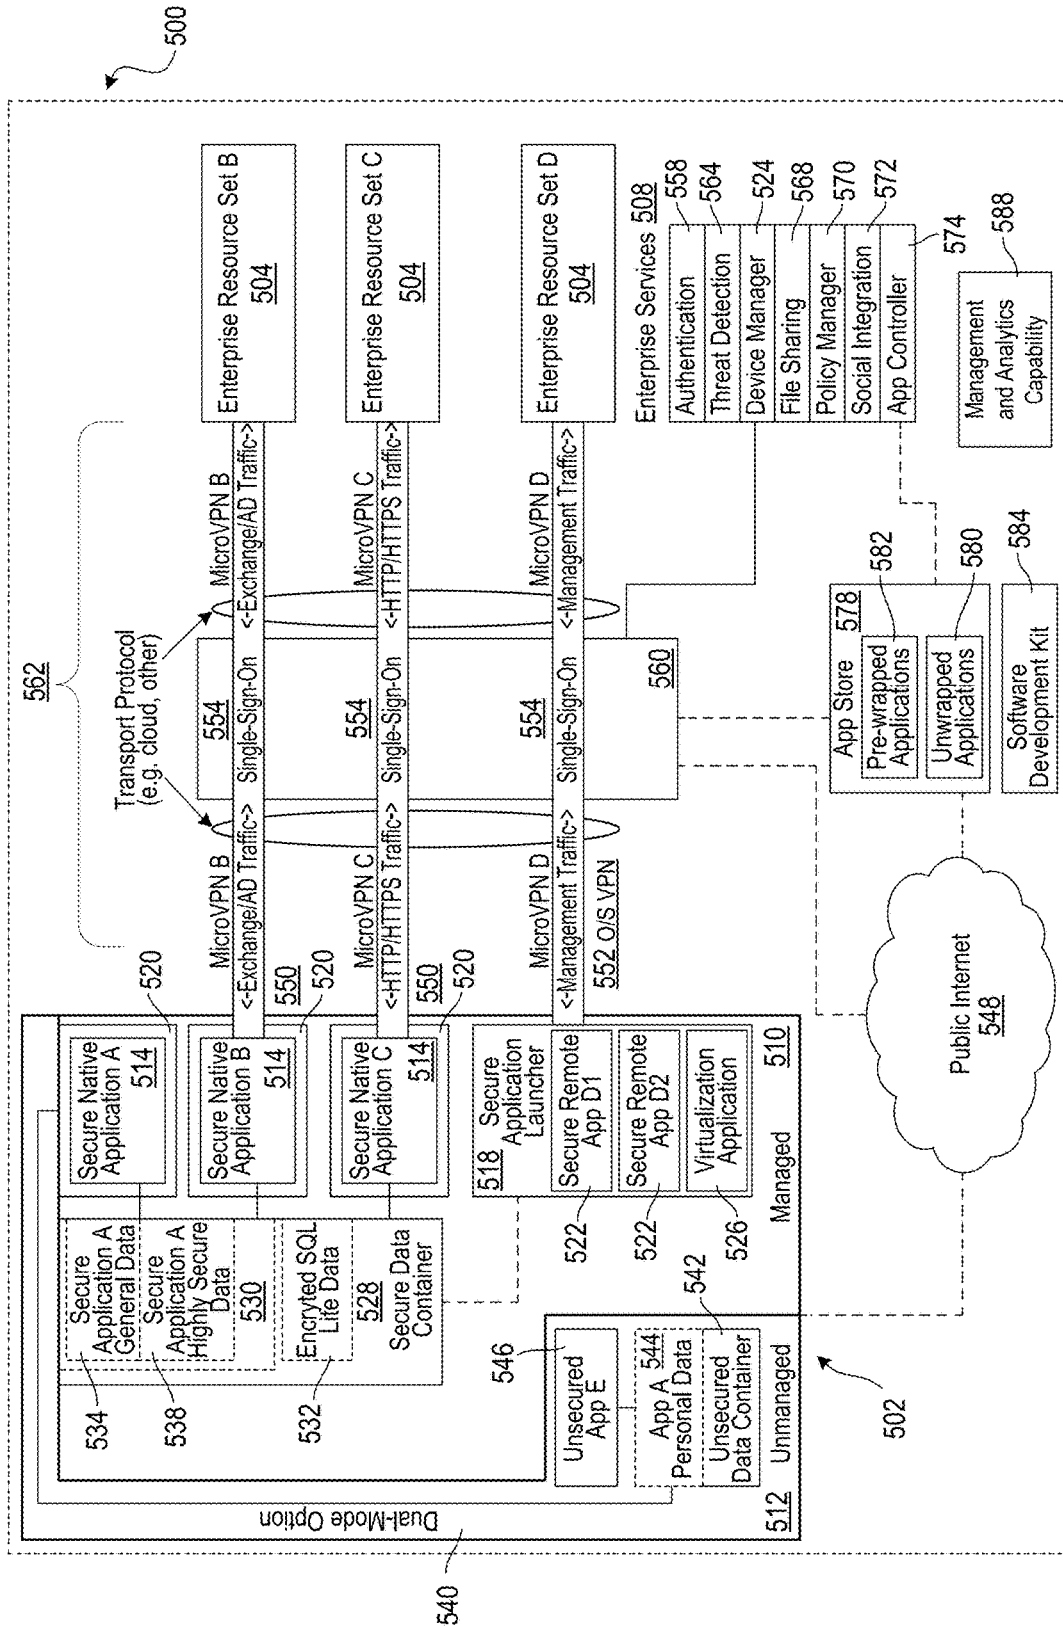 500
562
Transport Protocol
(e.g. cloud, other)
540
Dual-Mode Option
534
538
532
Secure
Application A
General Data
Secure
Application A
Highly Secure
Data
530
Encryted SQL
Lite Data
528
Secure Data
Container
Secure Native
Application A
514
520
Secure Native
Application B
514
520
550
Secure Native
Application C
514
520
550
518
Secure
Application
Launcher
Secure Remote
App D1
522
Secure Remote
App D2
522
Virtualization
Application
526
Managed
510
546
Unsecured
App E
544
App A
Personal Data
Unsecured
Data Container
542
Unmanaged
512
502
MicroVPN B
<-Exchange/AD Traffic->
MicroVPN C
<-HTTP/HTTPS Traffic->
MicroVPN D
<-Management Traffic->
552 O/S VPN
554
Single-Sign-On
554
Single-Sign-On
554
Single-Sign-On
560
MicroVPN B
<-Exchange/AD Traffic->
MicroVPN C
<-HTTP/HTTPS Traffic->
MicroVPN D
<-Management Traffic->
Enterprise Resource Set B
504
Enterprise Resource Set C
504
Enterprise Resource Set D
504
Enterprise Services 508
Authentication
558
Threat Detection
564
Device Manager
524
File Sharing
568
Policy Manager
570
Social Integration
572
App Controller
574
Public Internet
548
App Store 578
Pre-wrapped
Applications
582
Unwrapped
Applications
580
Software
Development Kit
584
Management
and Analytics
Capability
588